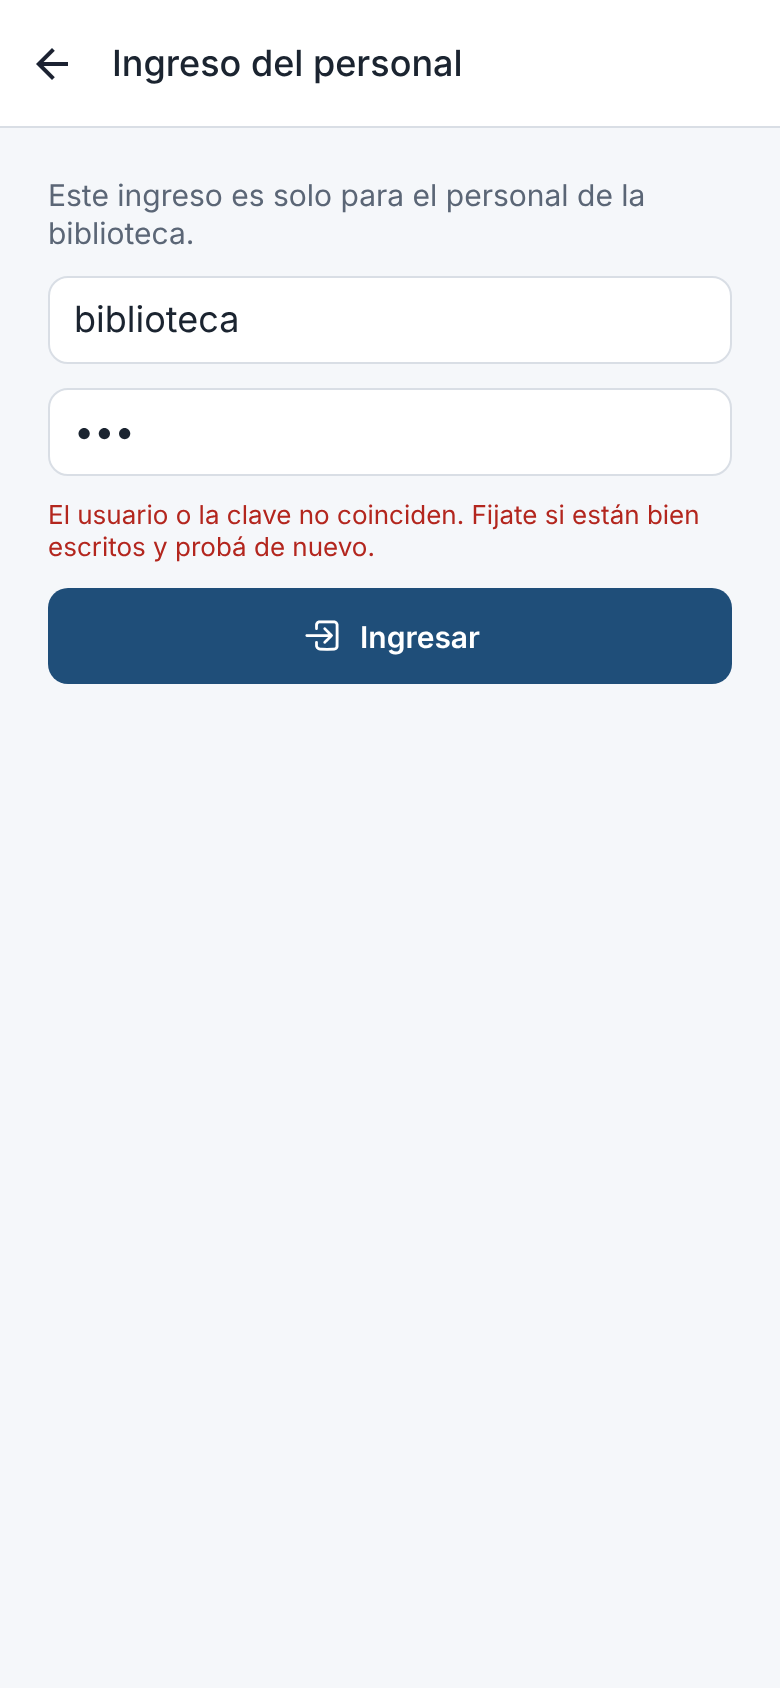 Ingreso del personal
Este ingreso es solo para el personal de la
biblioteca.
biblioteca
•••
El usuario o la clave no coinciden. Fijate si están bien
escritos y probá de nuevo.
Ingresar